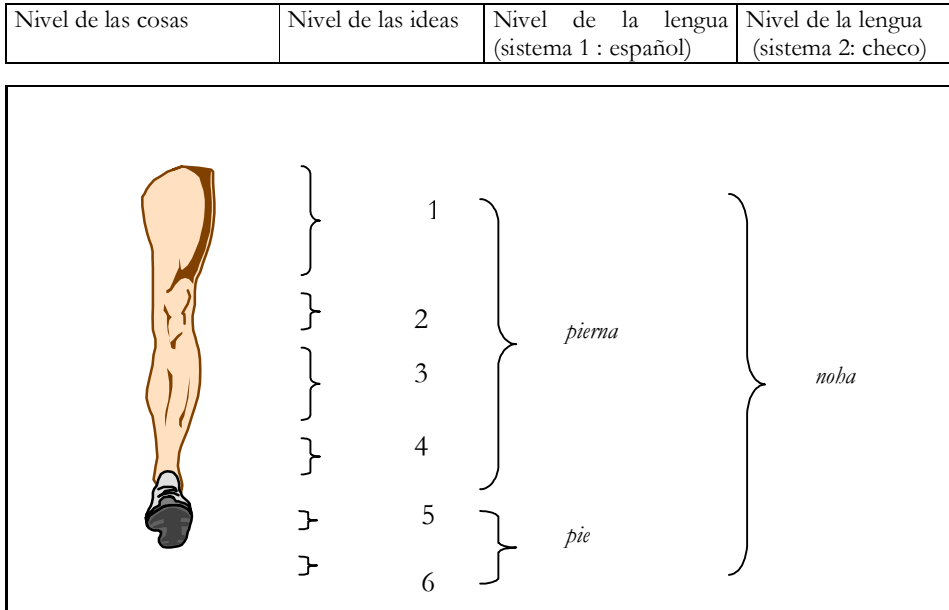 Nivel de las cosas
Nivel de las ideas
Nivel de la lengua
(sistema 1 : español)
Nivel de la lengua
(sistema 2: checo)
1
2
pierna
3
noha
4
5
pie
6